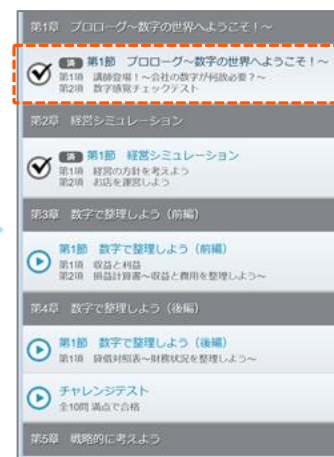 第1章 プロローグ～数字の世界へようこそ！～
済 第1節 プロローグ～数字の世界へようこそ！～
第1項 講師登場！～会社の数字が何故必要？～
第2項 数字感覚チェックテスト
第2章 経営シミュレーション
済 第1節 経営シミュレーション
第1項 経営の方針を考えよう
第2項 お店を運営しよう
第3章 数字で整理しよう（前編）
第1節 数字で整理しよう（前編）
第1項 収益と利益
第2項 損益計算書～収益と費用を整理しよう～
第4章 数字で整理しよう（後編）
第1節 数字で整理しよう（後編）
第1項 貸借対照表～財務状況を整理しよう～
チャレンジテスト
全10問 満点で合格
第5章 戦略的に考えよう